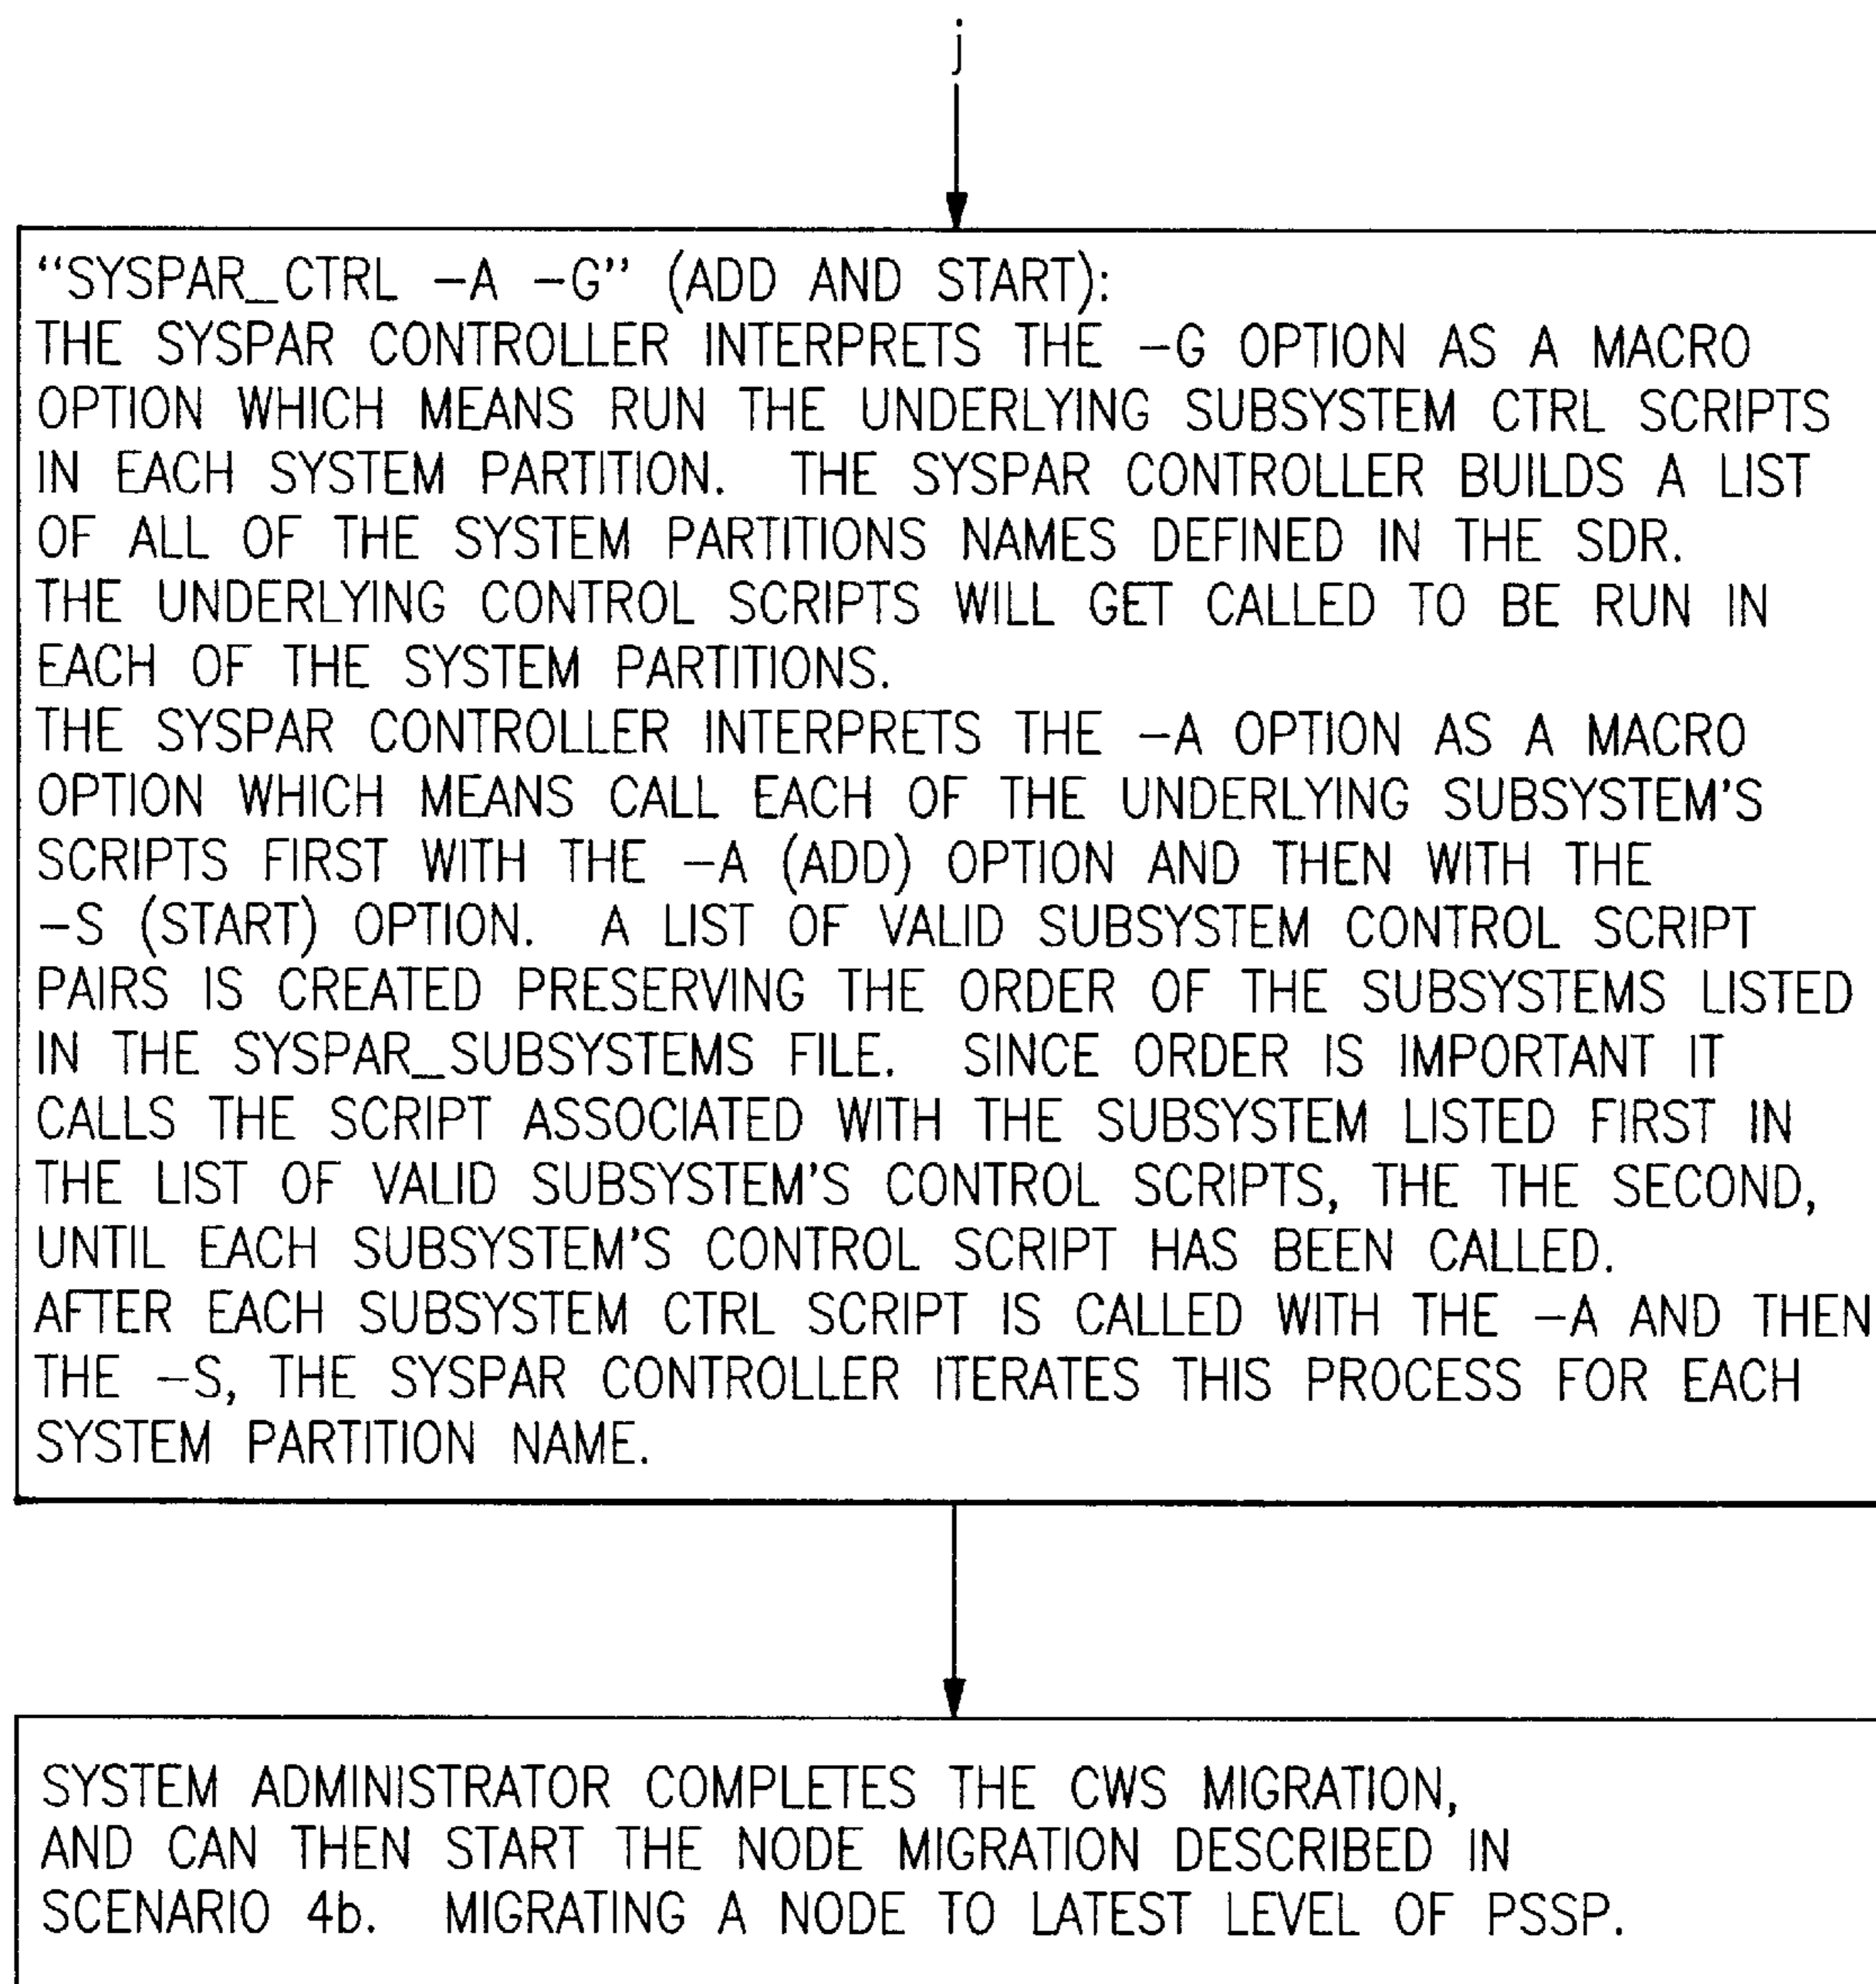 j
“SYSPAR_CTRL –A –G” (ADD AND START):
THE SYSPAR CONTROLLER INTERPRETS THE –G OPTION AS A MACRO
OPTION WHICH MEANS RUN THE UNDERLYING SUBSYSTEM CTRL SCRIPTS
IN EACH SYSTEM PARTITION. THE SYSPAR CONTROLLER BUILDS A LIST
OF ALL OF THE SYSTEM PARTITIONS NAMES DEFINED IN THE SDR.
THE UNDERLYING CONTROL SCRIPTS WILL GET CALLED TO BE RUN IN
EACH OF THE SYSTEM PARTITIONS.
THE SYSPAR CONTROLLER INTERPRETS THE –A OPTION AS A MACRO
OPTION WHICH MEANS CALL EACH OF THE UNDERLYING SUBSYSTEM'S
SCRIPTS FIRST WITH THE –A (ADD) OPTION AND THEN WITH THE
–S (START) OPTION. A LIST OF VALID SUBSYSTEM CONTROL SCRIPT
PAIRS IS CREATED PRESERVING THE ORDER OF THE SUBSYSTEMS LISTED
IN THE SYSPAR_SUBSYSTEMS FILE. SINCE ORDER IS IMPORTANT IT
CALLS THE SCRIPT ASSOCIATED WITH THE SUBSYSTEM LISTED FIRST IN
THE LIST OF VALID SUBSYSTEM'S CONTROL SCRIPTS, THE THE SECOND,
UNTIL EACH SUBSYSTEM'S CONTROL SCRIPT HAS BEEN CALLED.
AFTER EACH SUBSYSTEM CTRL SCRIPT IS CALLED WITH THE –A AND THEN
THE –S, THE SYSPAR CONTROLLER ITERATES THIS PROCESS FOR EACH
SYSTEM PARTITION NAME.
SYSTEM ADMINISTRATOR COMPLETES THE CWS MIGRATION,
AND CAN THEN START THE NODE MIGRATION DESCRIBED IN
SCENARIO 4b. MIGRATING A NODE TO LATEST LEVEL OF PSSP.